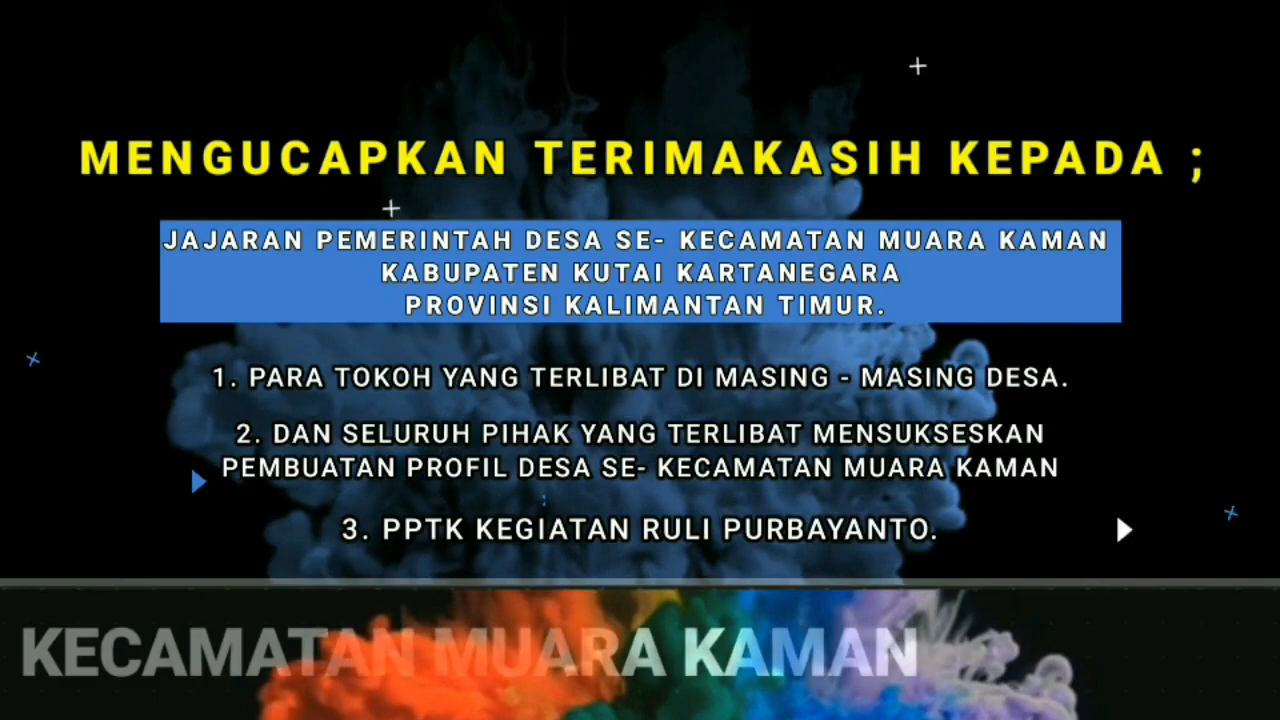 MENGUCAPKAN TERIMAKASIH KEPADA ;
JAJARAN PEMERINTAH DESA SE- KECAMATAN MUARA KAMAN
KABUPATEN KUTAI KARTANEGARA
PROVINSI KALIMANTAN TIMUR.
1. PARA TOKOH YANG TERLIBAT DI MASING - MASING DESA.
2. DAN SELURUH PIHAK YANG TERLIBAT MENSUKSESKAN
PEMBUATAN PROFIL DESA SE- KECAMATAN MUARA KAMAN
3. PPTK KEGIATAN RULI PURBAYANTO.
KECAMATAN MUARA KAMAN